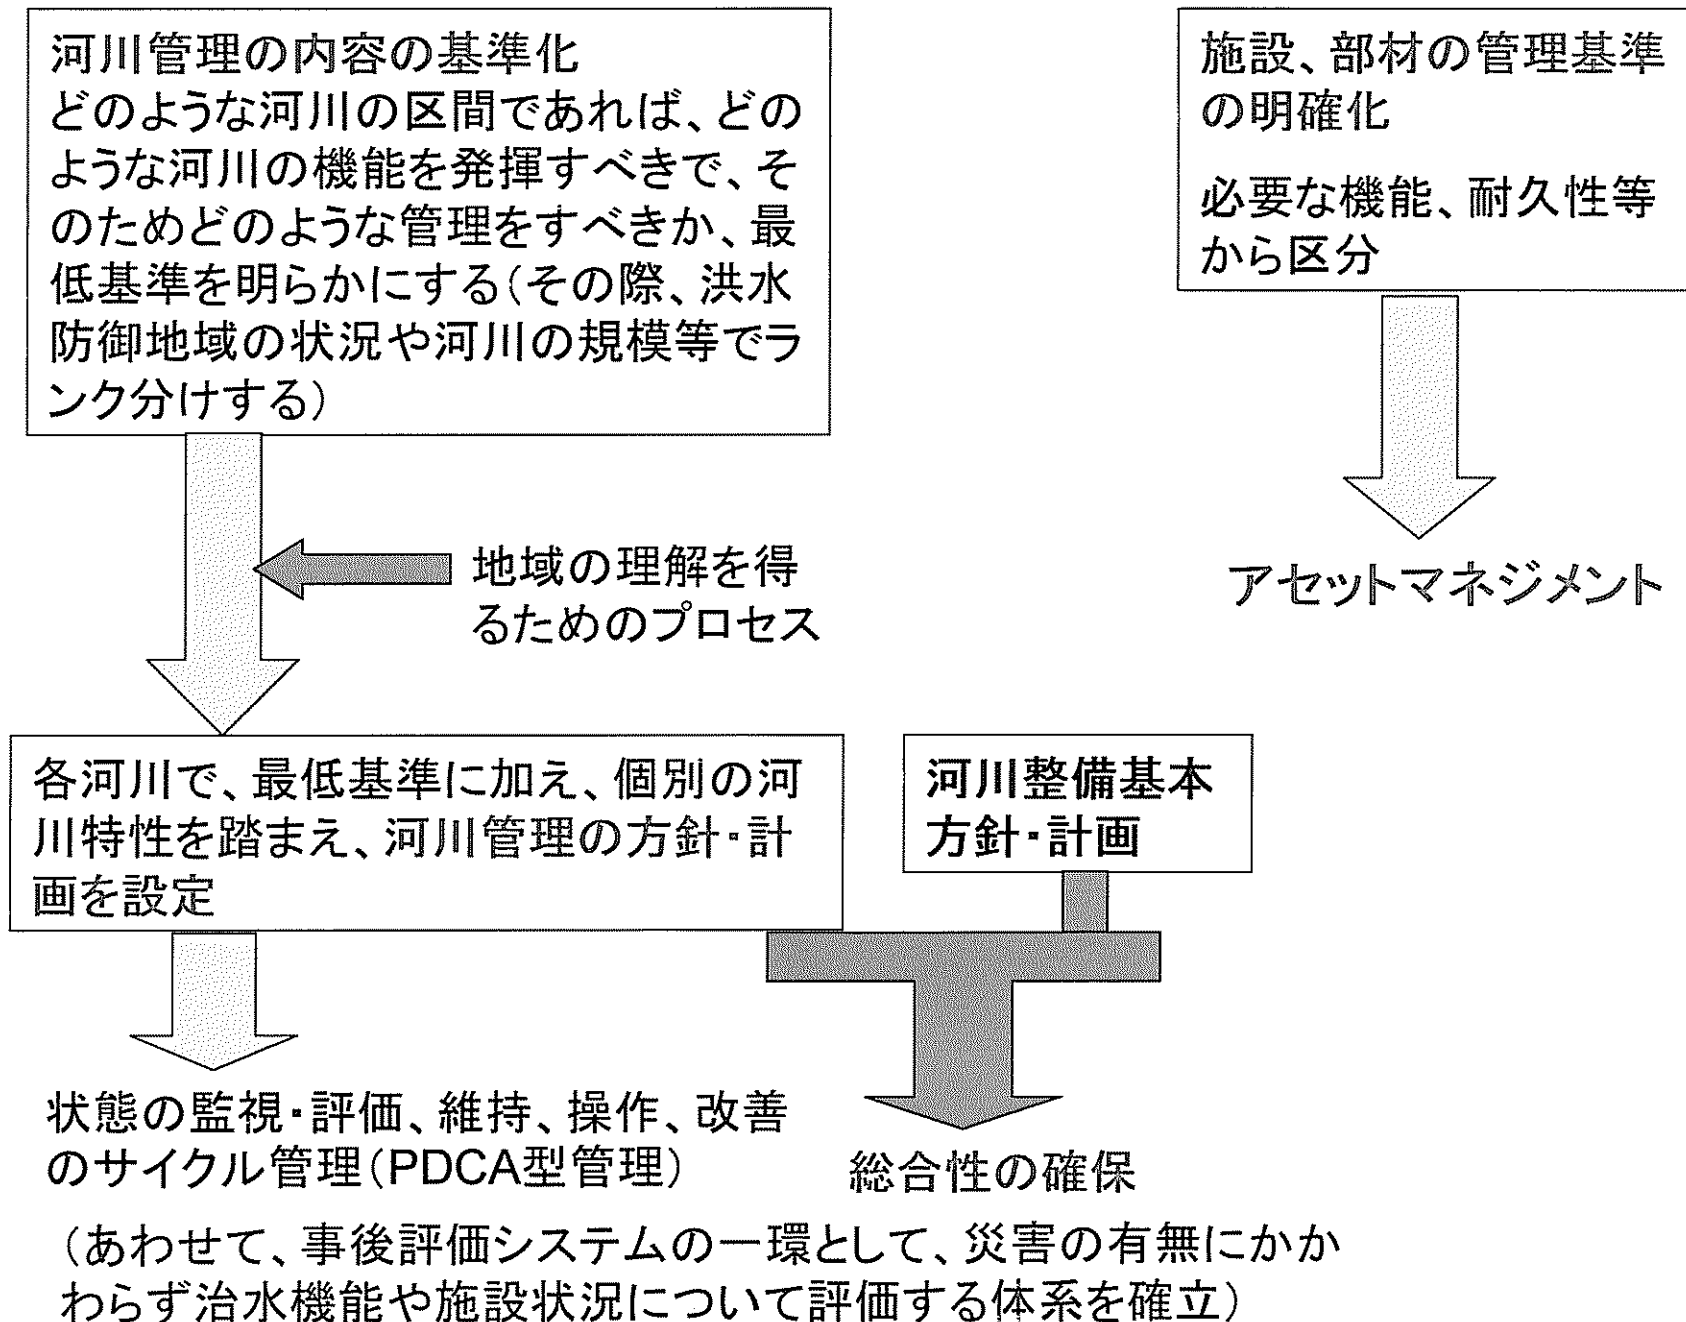 河川管理の内容の基準化
どのような河川の区間であれば、どの
ような河川の機能を発揮すべきで、そ
のためどのような管理をすべきか、最
低基準を明らかにする（その際、洪水
防御地域の状況や河川の規模等でラ
ンク分けする）
施設、部材の管理基準
の明確化
必要な機能、耐久性等
から区分
地域の理解を得
るためのプロセス
アセットマネジメント
各河川で、最低基準に加え、個別の河
川特性を踏まえ、河川管理の方針・計
画を設定
河川整備基本
方針・計画
状態の監視・評価、維持、操作、改善
のサイクル管理（PDCA型管理）
総合性の確保
（あわせて、事後評価システムの一環として、災害の有無にかか
わらず治水機能や施設状況について評価する体系を確立）